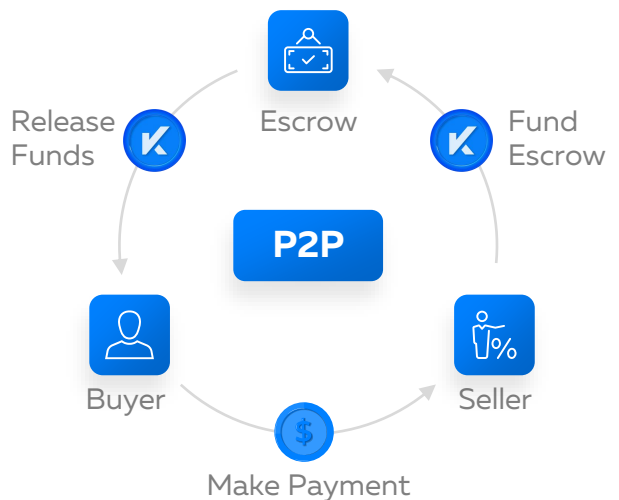 Escrow
Release
Funds
Fund
Escrow
P2P
Buyer
Seller
%
$
Make Payment